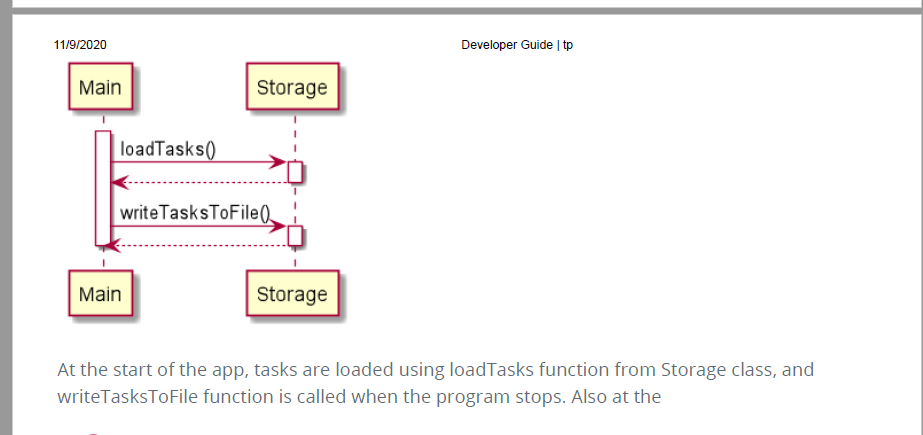 11/9/2020 Developer Guide | tp
Main Storage
loadTasks()
writeTasksToFile()
Main Storage
At the start of the app, tasks are loaded using loadTasks function from Storage class, and
writeTasksToFile function is called when the program stops. Also at the